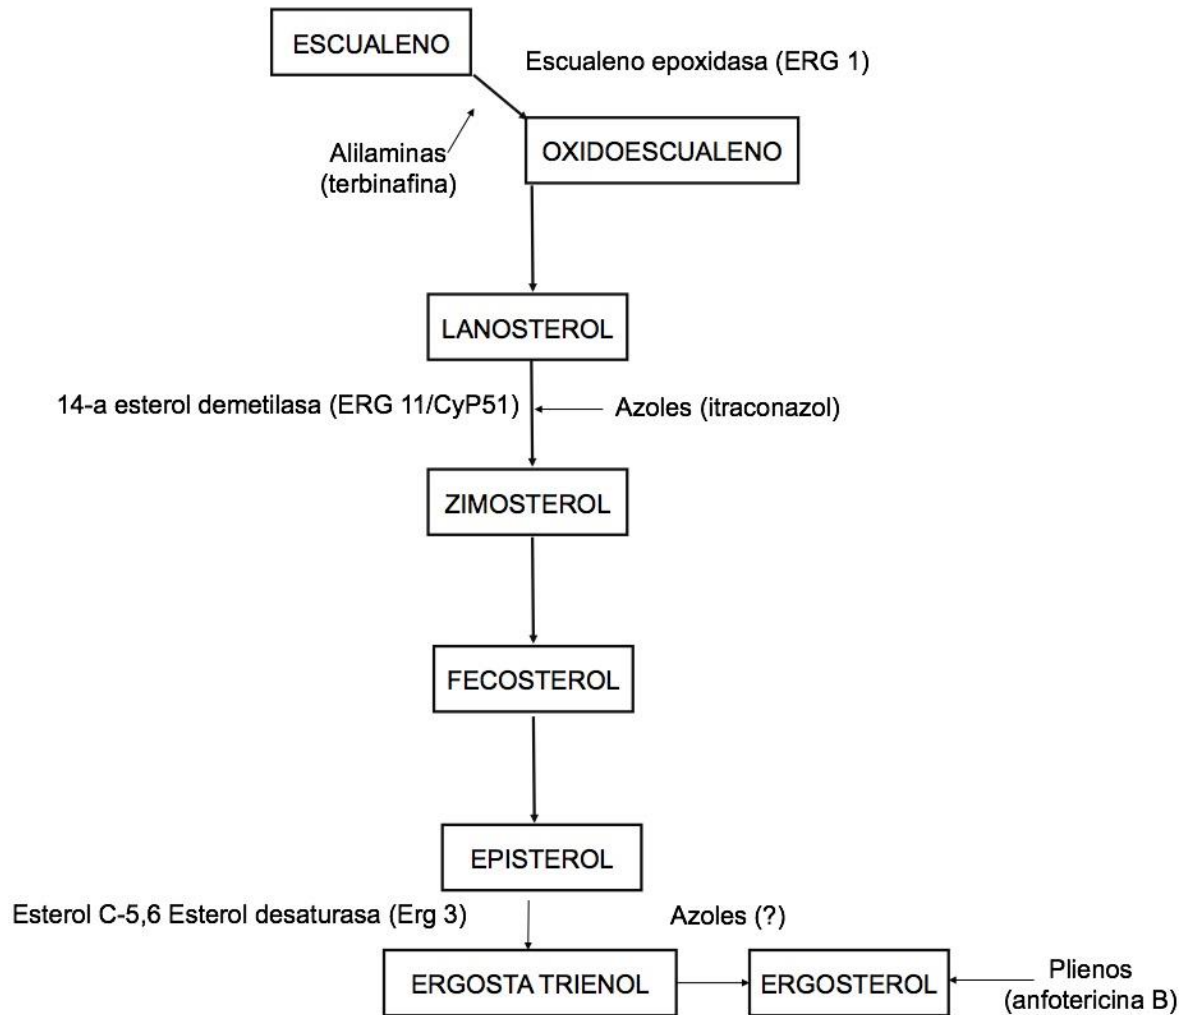 ESCUALENO
Escualeno epoxidasa (ERG 1)
OXIDOESCUALENO
Alilaminas
(terbinafina)
LANOSTEROL
14-a esterol demetilasa (ERG 11/CyP51)
Azoles (itraconazol)
ZIMOSTEROL
FECOSTEROL
EPISTEROL
Esterol C-5,6 Esterol desaturasa (Erg 3)
Azoles (?)
ERGOSTA TRIENOL
ERGOSTEROL
Plienos
(anfotericina B)